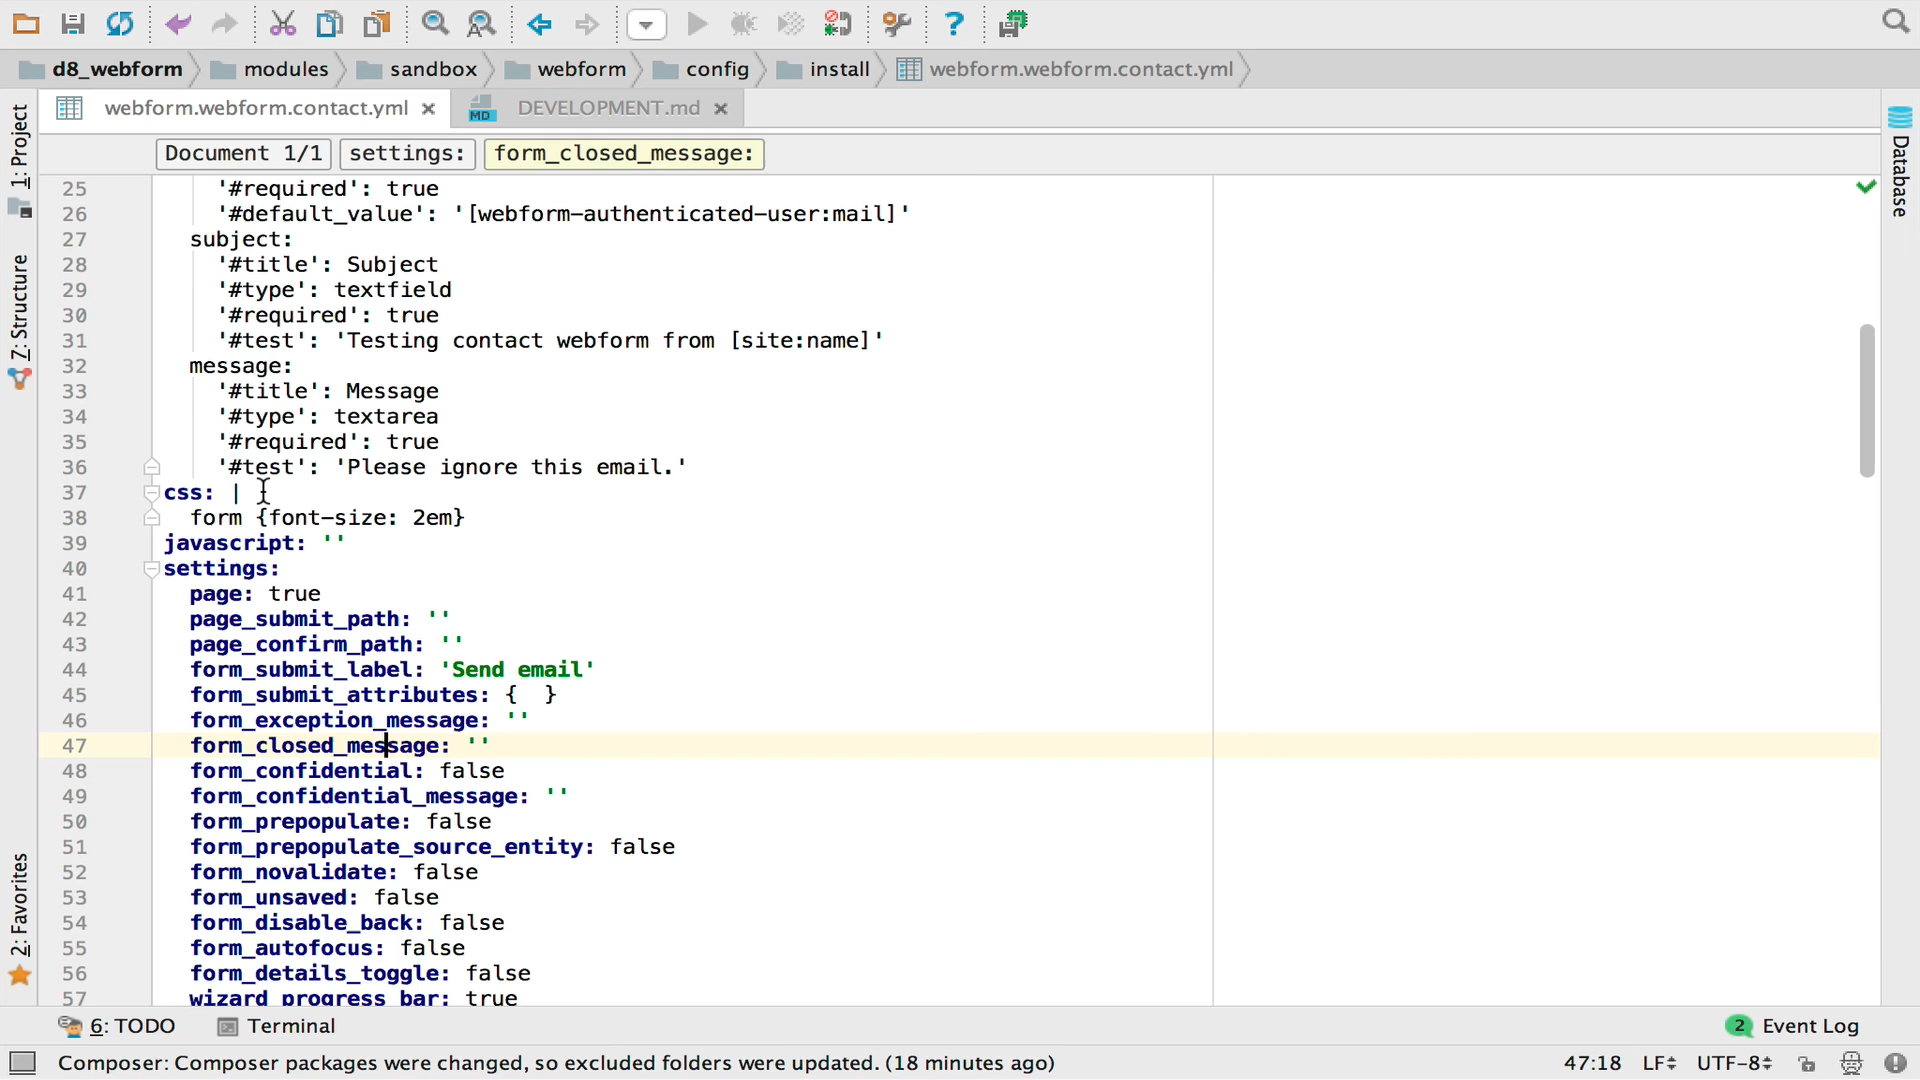 d8_webform modules sandbox webform config install webform.webform.contact.yml
webform.webform.contact.yml DEVELOPMENT.md
Document 1/1 settings: form_closed_message:
1: Project
7: Structure
2: Favorites
Database
25 '#required': true
26 '#default_value': '[webform-authenticated-user:mail]'
27 subject:
28 '#title': Subject
29 '#type': textfield
30 '#required': true
31 '#test': 'Testing contact webform from [site:name]'
32 message:
33 '#title': Message
34 '#type': textarea
35 '#required': true
36 '#test': 'Please ignore this email.'
37 css: |
38 form {font-size: 2em}
39 javascript: ''
40 settings:
41 page: true
42 page_submit_path: ''
43 page_confirm_path: ''
44 form_submit_label: 'Send email'
45 form_submit_attributes: { }
46 form_exception_message: ''
47 form_closed_message: ''
48 form_confidential: false
49 form_confidential_message: ''
50 form_prepopulate: false
51 form_prepopulate_source_entity: false
52 form_novalidate: false
53 form_unsaved: false
54 form_disable_back: false
55 form_autofocus: false
56 form_details_toggle: false
57 wizard_progress_bar: true
6: TODO Terminal 2 Event Log
Composer: Composer packages were changed, so excluded folders were updated. (18 minutes ago) 47:18 LF UTF-8